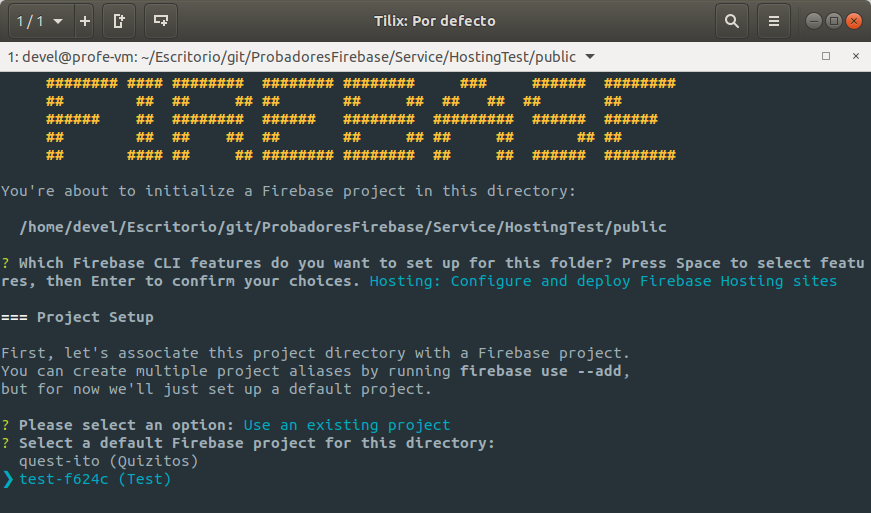 1 / 1
Tilix: Por defecto
1: devel@profe-vm: ~/Escritorio/git/ProbadoresFirebase/Service/HostingTest/public
######## #### ########  ######## ########     ###     ######  ########
##        ##  ##     ## ##       ##     ##  ##   ##  ##       ##
######    ##  ########  ######   ########  #########  ######  ######
##        ##  ##    ##  ##       ##     ## ##     ##       ## ##
##       #### ##     ## ######## ########  ##     ##  ######  ########
You're about to initialize a Firebase project in this directory:
/home/devel/Escritorio/git/ProbadoresFirebase/Service/HostingTest/public
? Which Firebase CLI features do you want to set up for this folder? Press Space to select featu
res, then Enter to confirm your choices. Hosting: Configure and deploy Firebase Hosting sites
=== Project Setup
First, let's associate this project directory with a Firebase project.
You can create multiple project aliases by running firebase use --add,
but for now we'll just set up a default project.
? Please select an option: Use an existing project
? Select a default Firebase project for this directory:
quest-ito (Quizitos)
❯ test-f624c (Test)